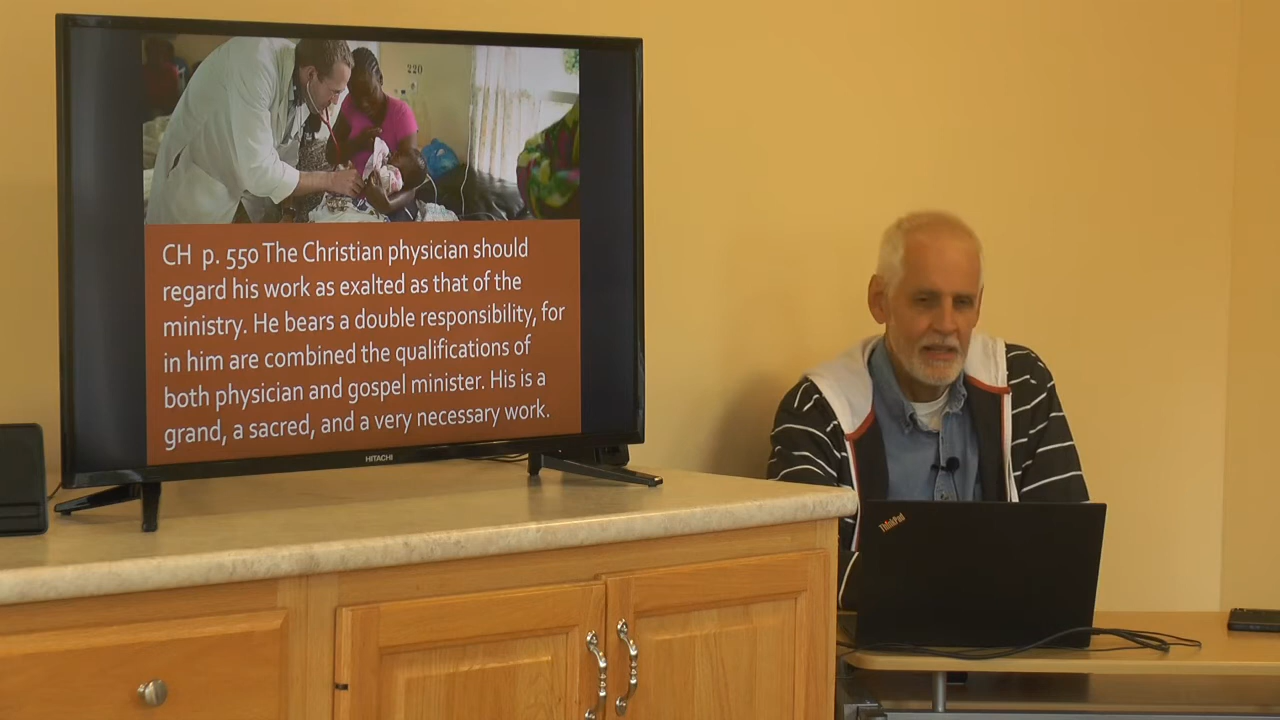 220
CH p. 550 The Christian physician should
regard his work as exalted as that of the
ministry. He bears a double responsibility, for
in him are combined the qualifications of
both physician and gospel minister. His is a
grand, a sacred, and a very necessary work.
HITACHI
ThinkPad